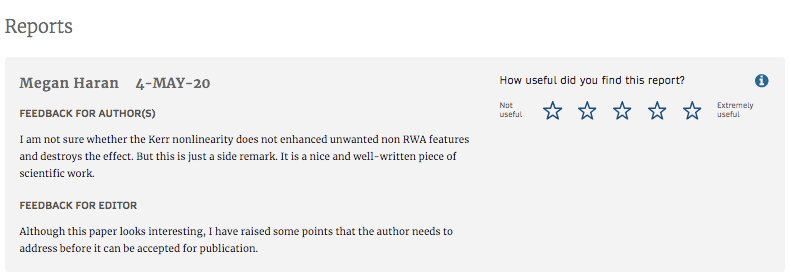 Reports
Megan Haran 4-MAY-20
How useful did you find this report?
Not useful
Extremely useful
FEEDBACK FOR AUTHOR(S)
I am not sure whether the Kerr nonlinearity does not enhanced unwanted non RWA features
and destroys the effect. But this is just a side remark. It is a nice and well-written piece of
scientific work.
FEEDBACK FOR EDITOR
Although this paper looks interesting, I have raised some points that the author needs to
address before it can be accepted for publication.